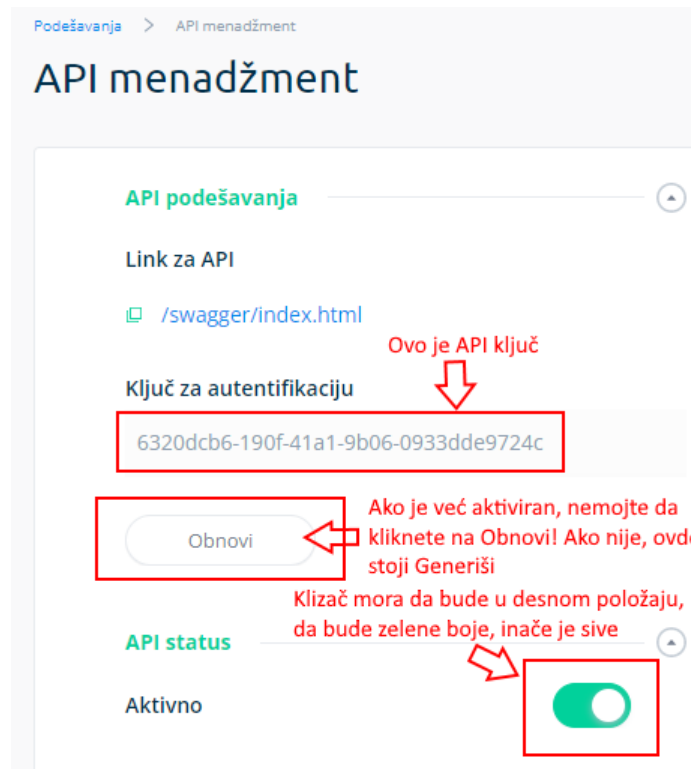 Podešavanja > API menadžment
API menadžment
API podešavanja
Link za API
/swagger/index.html
Ovo je API ključ
Ključ za autentifikaciju
6320dcb6-190f-41a1-9b06-0933dde9724c
Ako je već aktiviran, nemojte da
Obnovi
kliknete na Obnovi! Ako nije, ovde
stoji Generiši
Klizač mora da bude u desnom položaju,
da bude zelene boje, inače je sive
API status
Aktivno